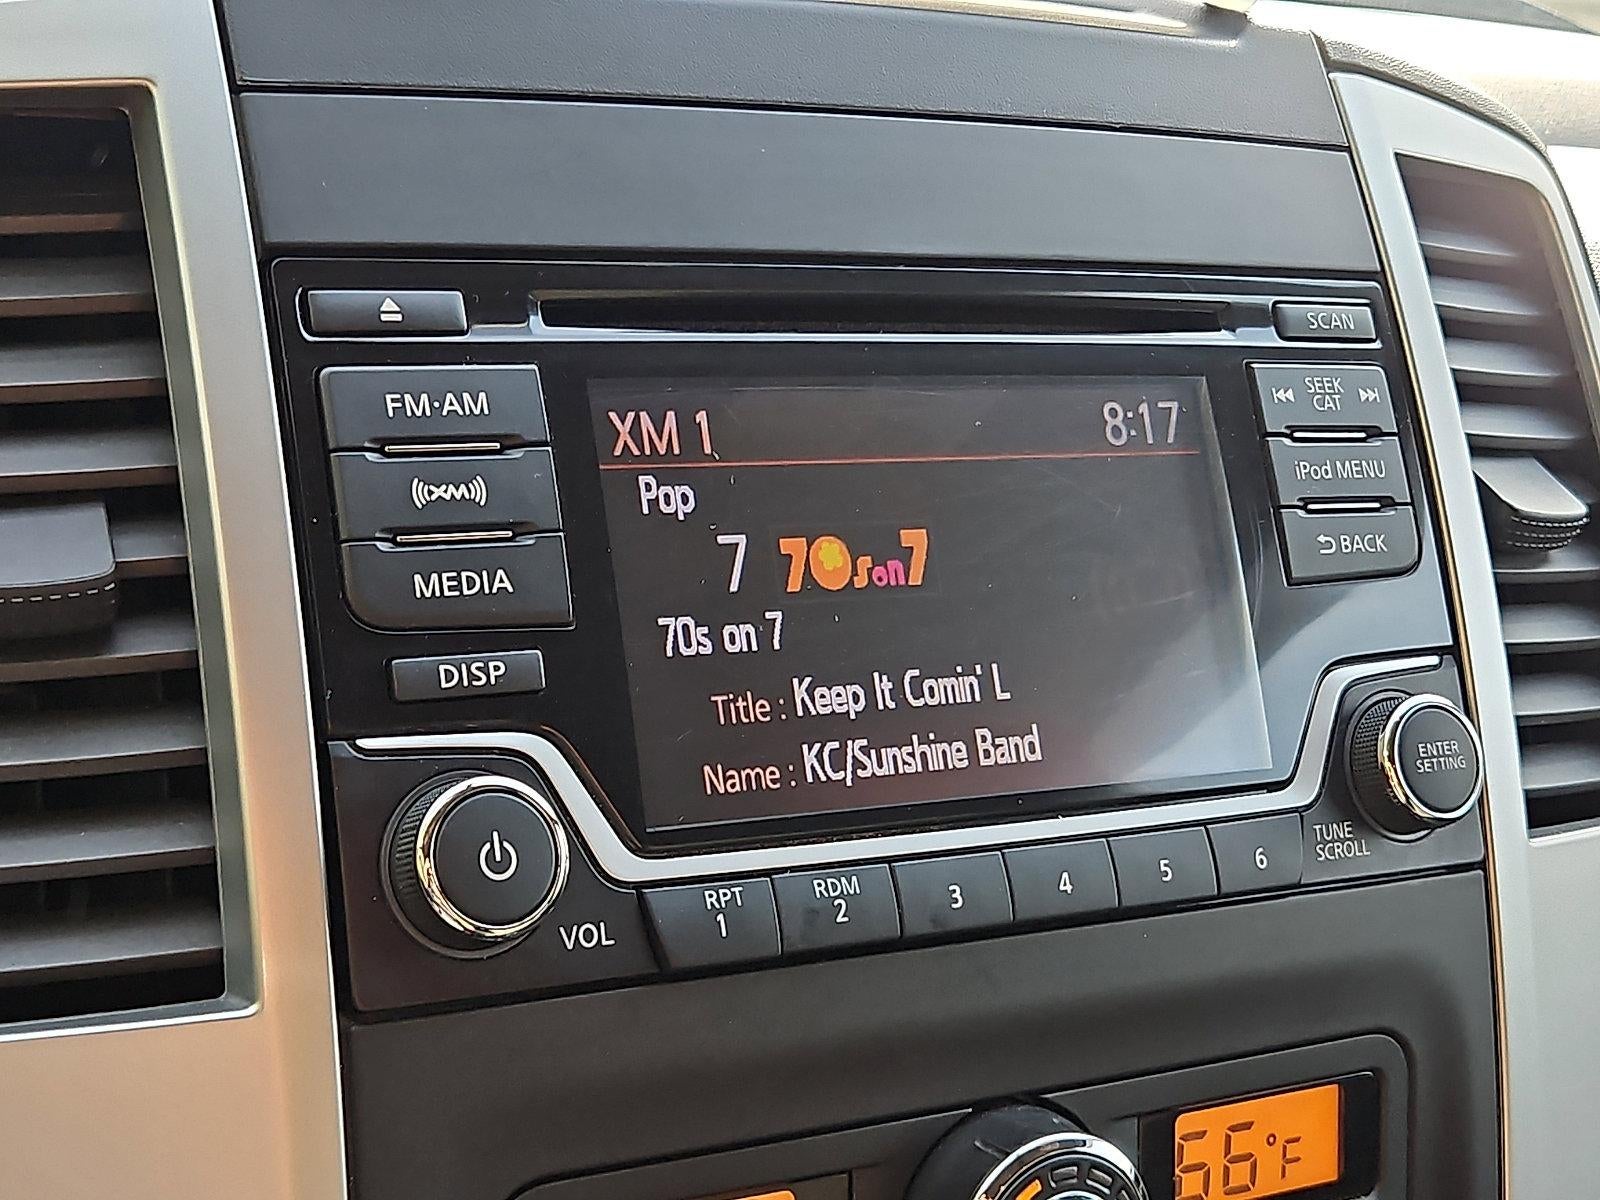 SCAN
FM·AM
XM
MEDIA
DISP
XM 1 8:17
Pop
7 70s on 7
70s on 7
Title : Keep It Comin' L
Name : KC/Sunshine Band
SEEK
CAT
iPod MENU
BACK
ENTER
SETTING
TUNE
SCROLL
VOL
RPT
1
RDM
2
3
4
5
6
66°F